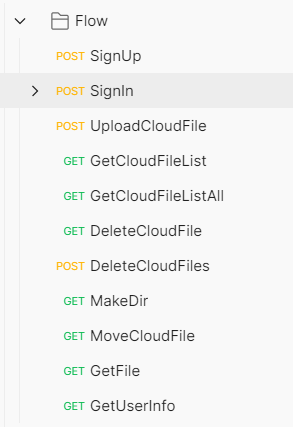 Flow
POST SignUp
POST SignIn
POST UploadCloudFile
GET GetCloudFileList
GET GetCloudFileListAll
GET DeleteCloudFile
POST DeleteCloudFiles
GET MakeDir
GET MoveCloudFile
GET GetFile
GET GetUserInfo